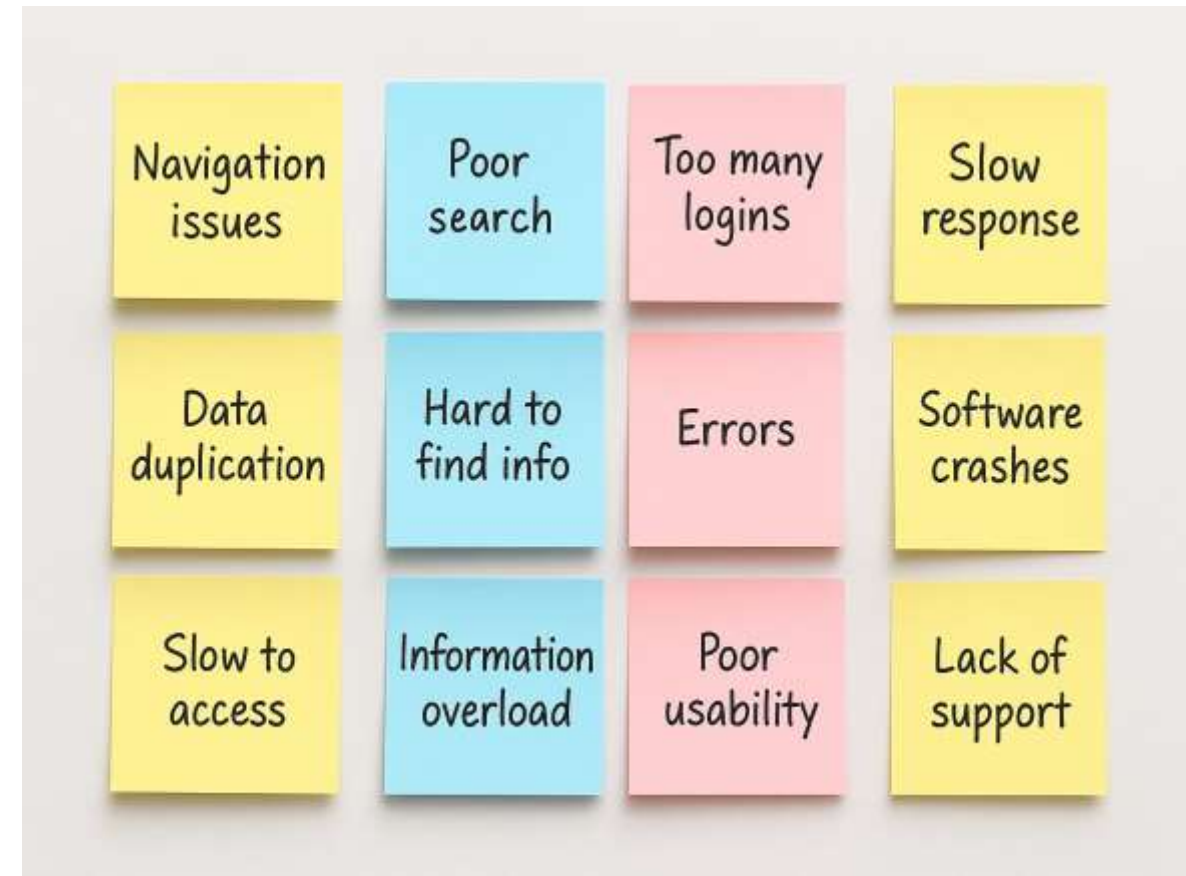 Navigation
issues
Poor
search
Too many
logins
Slow
response
Data
duplication
Hard to
find info
Errors
Software
crashes
Slow to
access
Information
overload
Poor
usability
Lack of
support